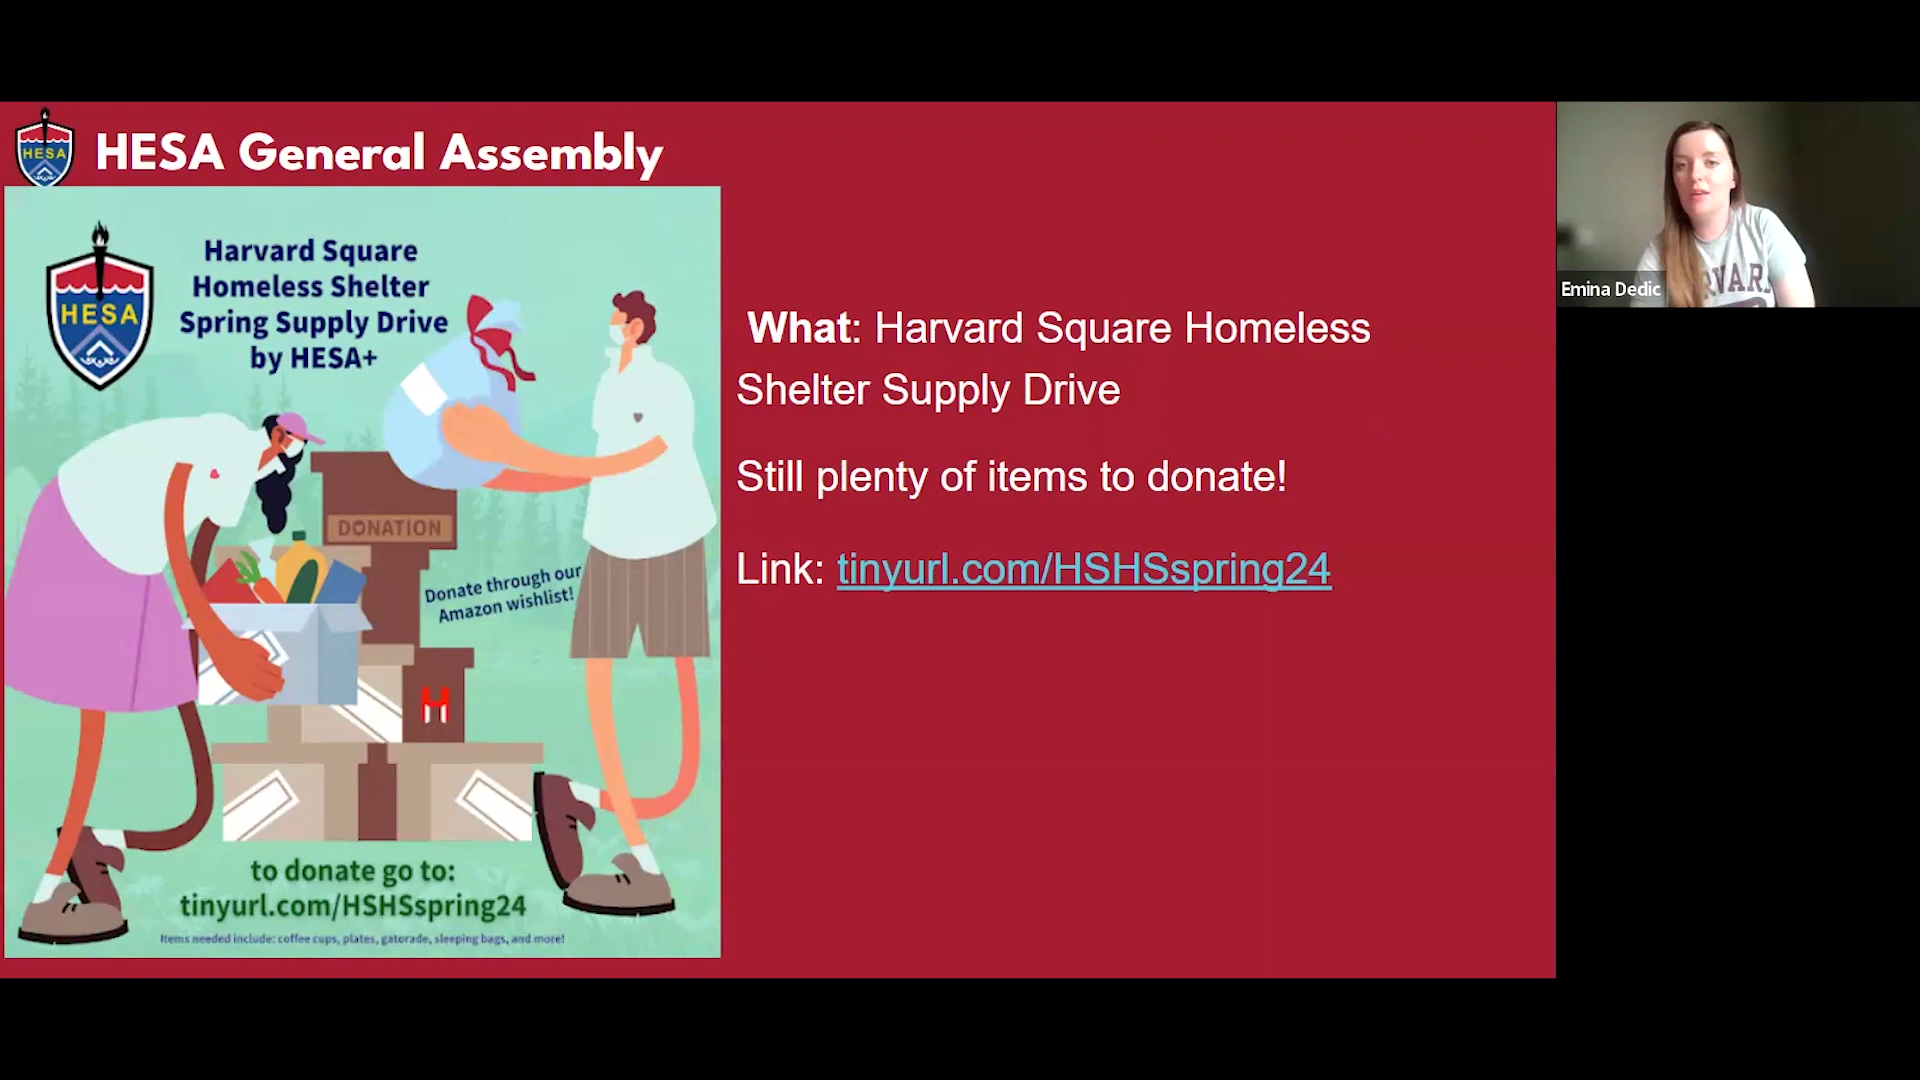 HESA
HESA General Assembly
HESA
Harvard Square
Homeless Shelter
Spring Supply Drive
by HESA+
DONATION
Donate through our
Amazon wishlist!
H
to donate go to:
tinyurl.com/HSHSspring24
Items needed include: coffee cups, plates, gatorade, sleeping bags, and more!
What: Harvard Square Homeless
Shelter Supply Drive
Still plenty of items to donate!
Link: tinyurl.com/HSHSspring24
RVAR
Emina Dedic